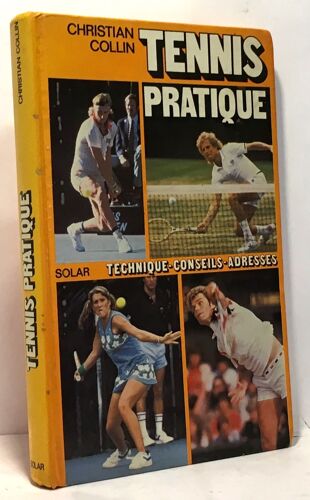 CHRISTIAN
COLLIN
TENNIS
PRATIQUE
SOLAR
TECHNIQUE-CONSEILS-ADRESSES
CHRISTIAN COLLIN
TENNIS PRATIQUE
SOLAR